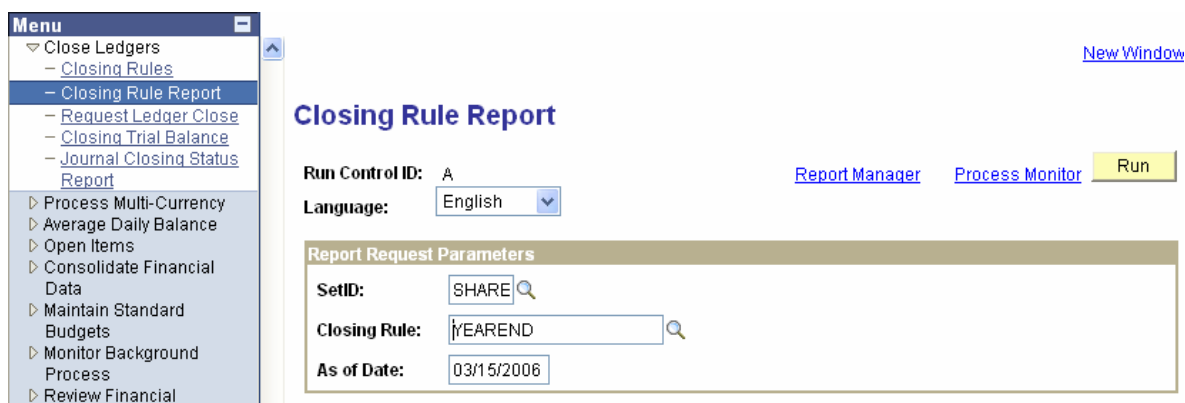 Menu
Close Ledgers
– Closing Rules
– Closing Rule Report
– Request Ledger Close
– Closing Trial Balance
– Journal Closing Status
Report
Process Multi-Currency
Average Daily Balance
Open Items
Consolidate Financial
Data
Maintain Standard
Budgets
Monitor Background
Process
Review Financial
New Window
Closing Rule Report
Run Control ID: A Report Manager Process Monitor Run
Language: English
Report Request Parameters
SetID: SHARE
Closing Rule: YEAREND
As of Date: 03/15/2006